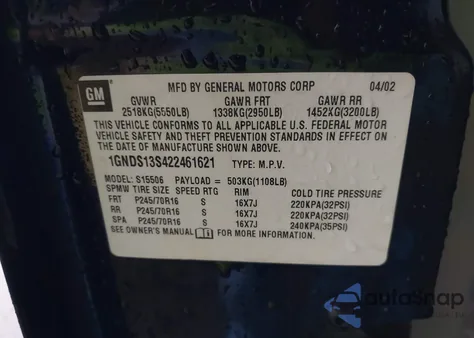 GM
MFD BY GENERAL MOTORS CORP 04/02
GVWR GAWR FRT GAWR RR
2518KG(5550LB) 1338KG(2950LB) 1452KG(3200LB)
THIS VEHICLE CONFORMS TO ALL APPLICABLE U.S. FEDERAL MOTOR
VEHICLE SAFETY AND THEFT PREVENTION STANDARDS IN EFFECT ON
THE DATE OF MANUFACTURE SHOWN ABOVE.
1GNDS13S422461621 TYPE: M.P.V.
MODEL: S15506 PAYLOAD = 503KG(1108LB)
SPMW TIRE SIZE SPEED RTG RIM COLD TIRE PRESSURE
FRT P245/70R16 S 16X7J 220KPA(32PSI)
RR P245/70R16 S 16X7J 220KPA(32PSI)
SPA P245/70R16 S 16X7J 240KPA(35PSI)
SEE OWNER'S MANUAL FOR MORE INFORMATION.
autoSnap